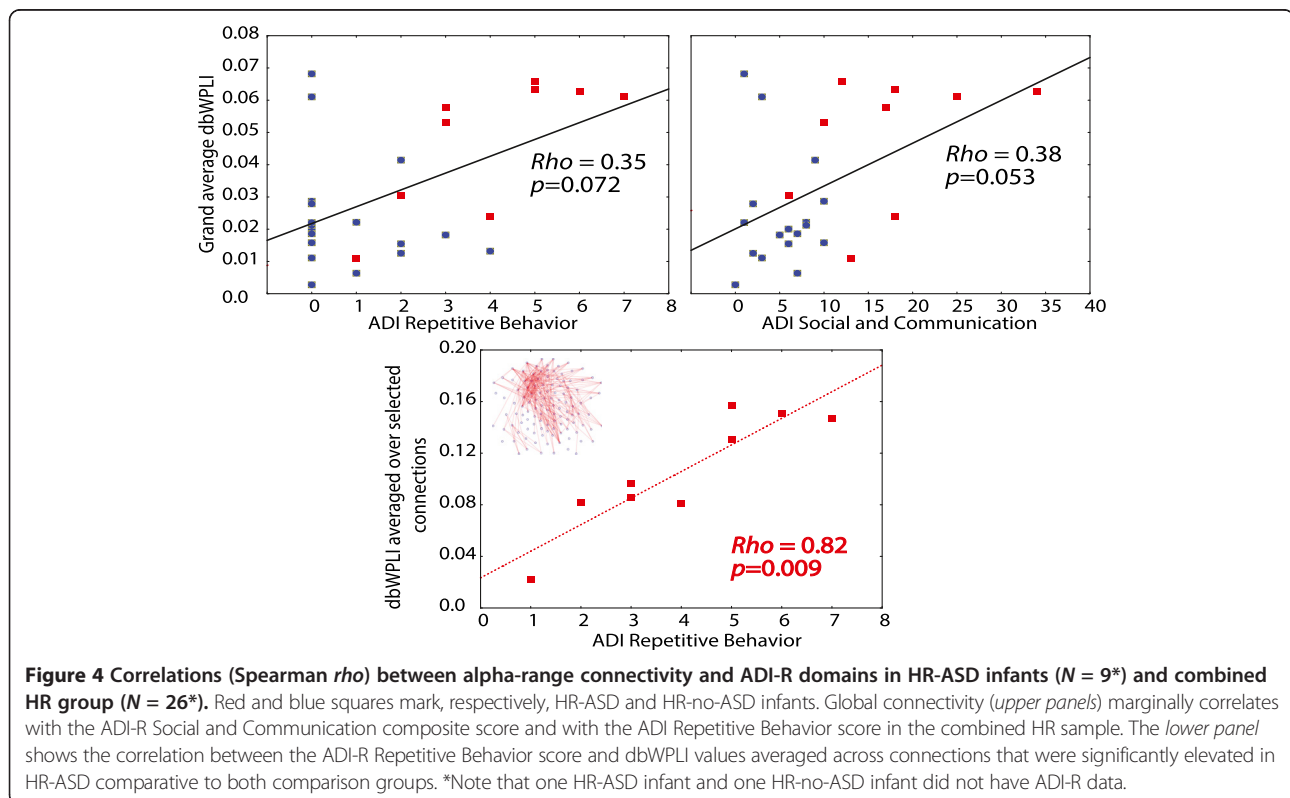 0.08
0.07
0.06
0.05
0.04
0.03
0.02
0.01
0.0
Grand average dbWPLI
Rho = 0.35
p=0.072
0 1 2 3 4 5 6 7 8
ADI Repetitive Behavior
Rho = 0.38
p=0.053
0 5 10 15 20 25 30 35 40
ADI Social and Communication
0.20
0.16
0.12
0.08
0.04
0.0
dbWPLI averaged over selected
connections
Rho = 0.82
p=0.009
0 1 2 3 4 5 6 7 8
ADI Repetitive Behavior
Figure 4 Correlations (Spearman rho) between alpha-range connectivity and ADI-R domains in HR-ASD infants (N = 9*) and combined
HR group (N = 26*). Red and blue squares mark, respectively, HR-ASD and HR-no-ASD infants. Global connectivity (upper panels) marginally correlates
with the ADI-R Social and Communication composite score and with the ADI Repetitive Behavior score in the combined HR sample. The lower panel
shows the correlation between the ADI-R Repetitive Behavior score and dbWPLI values averaged across connections that were significantly elevated in
HR-ASD comparative to both comparison groups. *Note that one HR-ASD infant and one HR-no-ASD infant did not have ADI-R data.